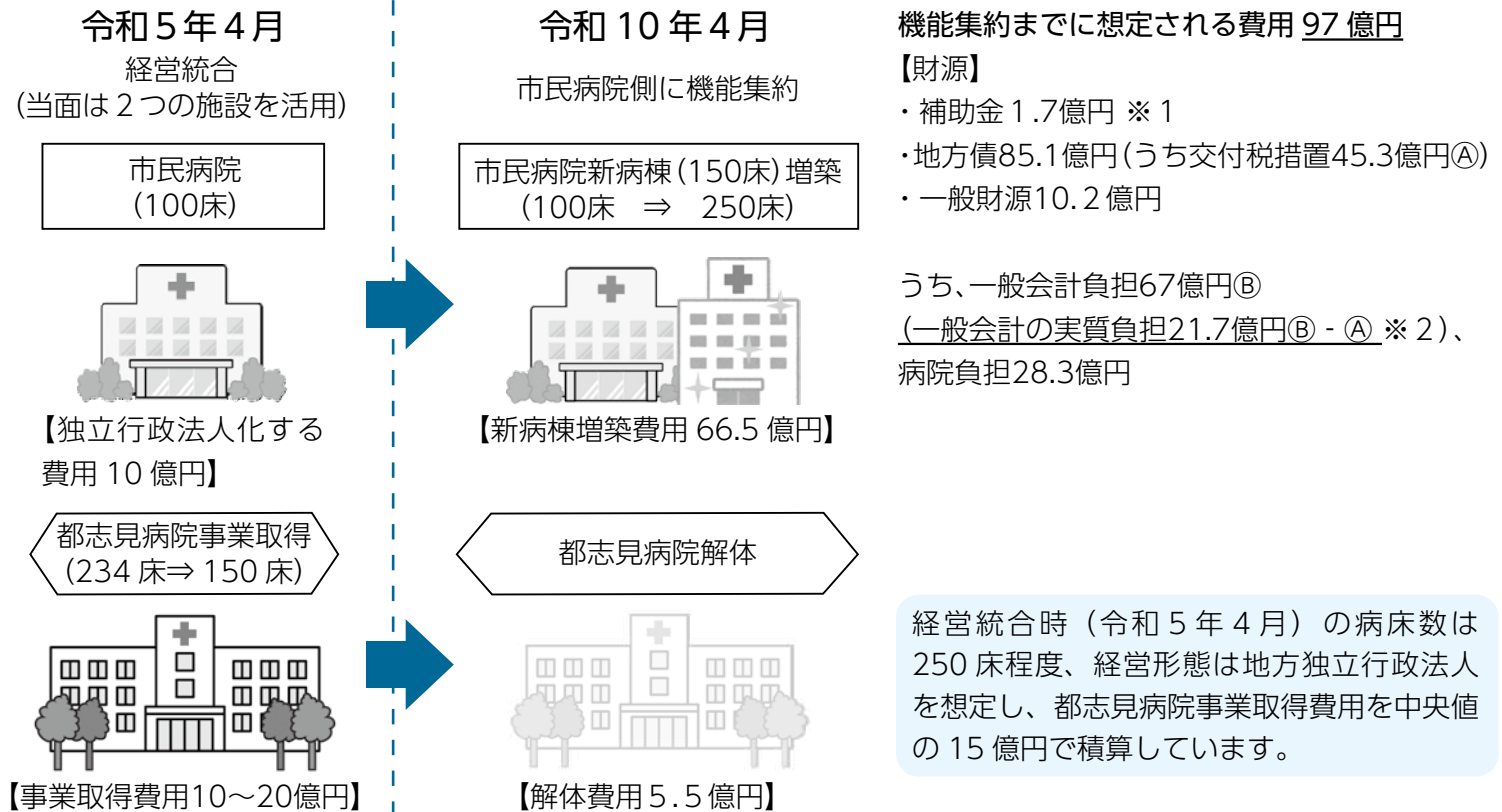 令和５年４月
経営統合
(当面は２つの施設を活用)
市民病院
(100床)
【独立行政法人化する
費用 10 億円】
都志見病院事業取得
(234 床⇒ 150 床)
【事業取得費用10～20億円】
令和 10 年４月
市民病院側に機能集約
市民病院新病棟(150床)増築
(100床　⇒　250床)
【新病棟増築費用 66.5 億円】
都志見病院解体
【解体費用５.５億円】
機能集約までに想定される費用 97 億円
【財源】
・補助金１.7億円 ※１
・地方債85.1億円(うち交付税措置45.3億円Ⓐ)
・一般財源10.２億円
うち、一般会計負担67億円Ⓑ
(一般会計の実質負担21.7億円Ⓑ - Ⓐ ※２)、
病院負担28.3億円
経営統合時（令和５年４月）の病床数は
250 床程度、経営形態は地方独立行政法人
を想定し、都志見病院事業取得費用を中央値
の 15 億円で積算しています。